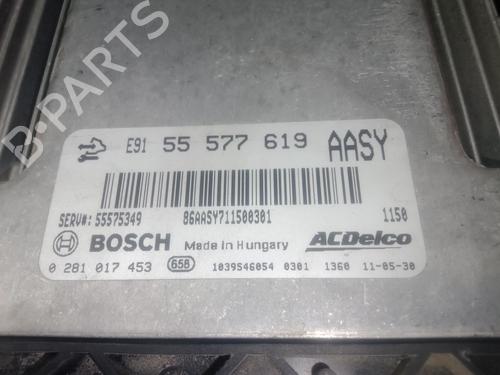 B-PARTS
E91 55 577 619 AASY
SERV#: 55575349 86AASY711500301 1150
BOSCH Made in Hungary ACDelco
0 281 017 453 658 1039S46054 0301 1360 11-05-30